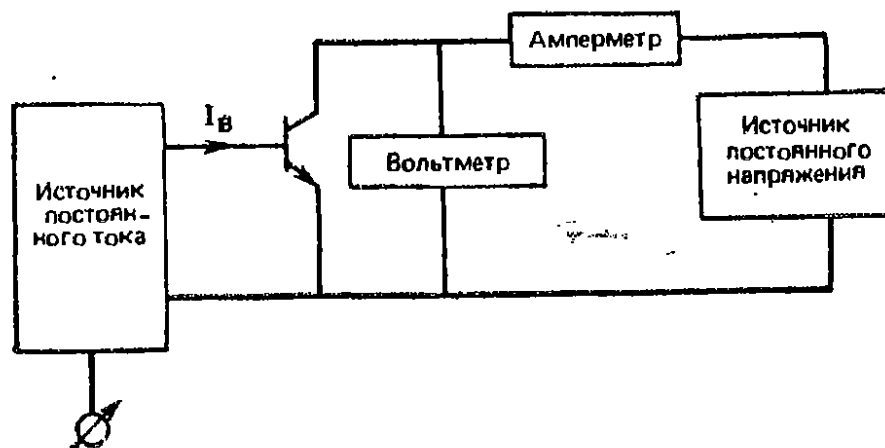 Амперметр
I_B
Вольтметр
Источник
постоянного
напряжения
Источник
постоян-
ного тока